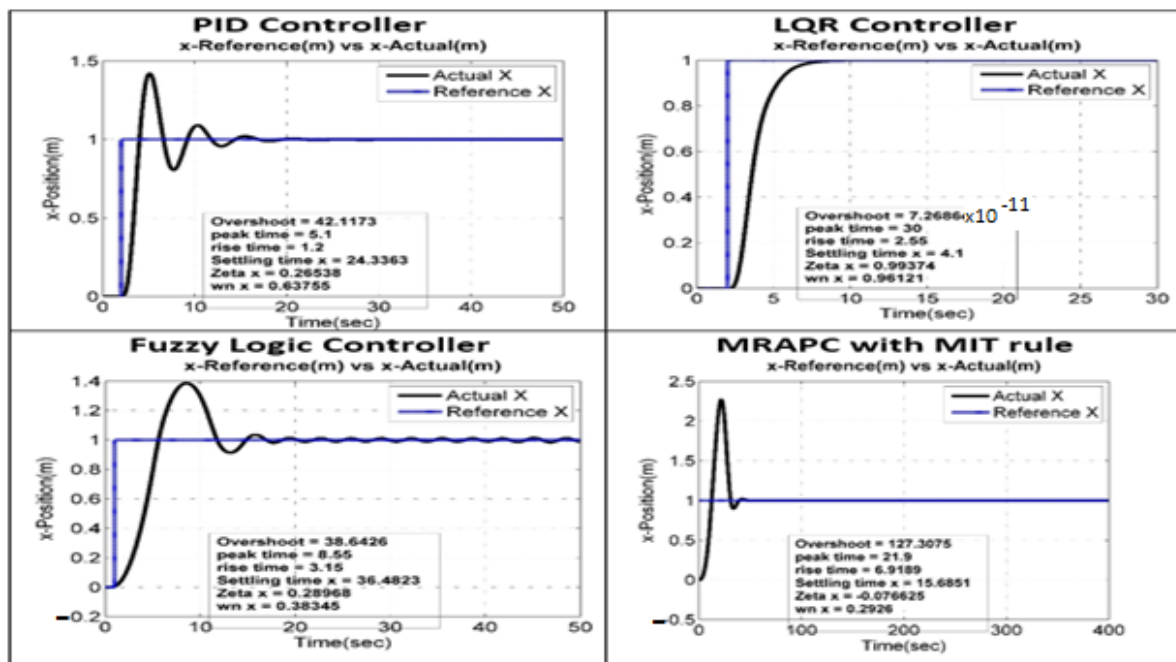 PID Controller
x-Reference(m) vs x-Actual(m)
1.5
1
0.5
0
x-Position(m)
Actual X
Reference X
Overshoot = 42.1173
peak time = 5.1
rise time = 1.2
Settling time x = 24.3363
Zeta x = 0.26538
wn x = 0.63755
0 10 20 30 40 50
Time(sec)
LQR Controller
x-Reference(m) vs x-Actual(m)
1
0.8
0.6
0.4
0.2
0
x-Position(m)
Actual X
Reference X
Overshoot = 7.2686x10 -11
peak time = 30
rise time = 2.55
Settling time x = 4.1
Zeta x = 0.99374
wn x = 0.96121
0 5 10 15 20 25 30
Time(sec)
Fuzzy Logic Controller
x-Reference(m) vs x-Actual(m)
1.4
1.2
1
0.8
0.6
0.4
0.2
0
-0.2
x-Position(m)
Actual X
Reference X
Overshoot = 38.6426
peak time = 8.55
rise time = 3.15
Settling time x = 36.4823
Zeta x = 0.28968
wn x = 0.38345
0 10 20 30 40 50
Time(sec)
MRAPC with MIT rule
x-Reference(m) vs x-Actual(m)
2.5
2
1.5
1
0.5
0
-0.5
x-Position(m)
Actual X
Reference X
Overshoot = 127.3075
peak time = 21.9
rise time = 6.9189
Settling time x = 15.6851
Zeta x = -0.076625
wn x = 0.2926
0 100 200 300 400
Time(sec)